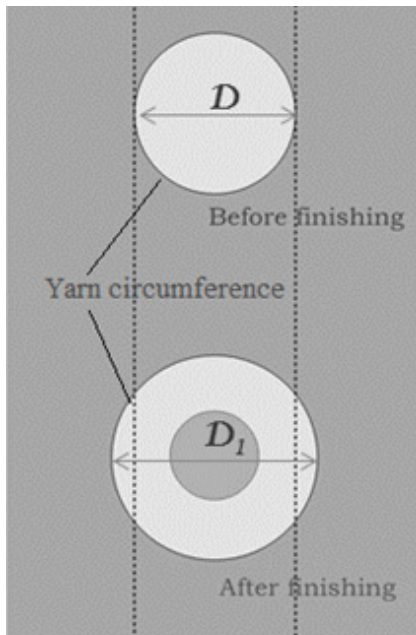 D
Before finishing
Yarn circumference
D1
After finishing